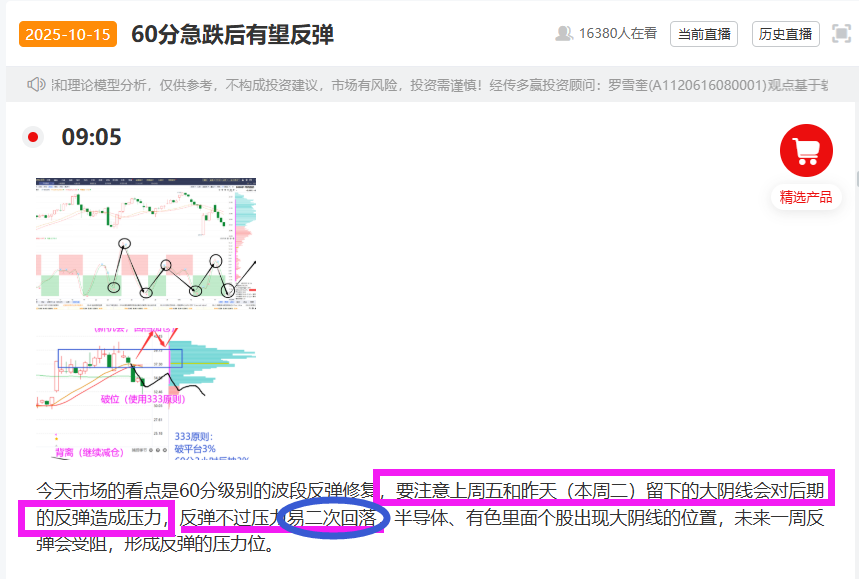 2025-10-15 60分急跌后有望反弹 16380人在看 当前直播 历史直播
和理论模型分析，仅供参考，不构成投资建议，市场有风险，投资需谨慎！经传多赢投资顾问：罗雪奎(A1120616080001)观点基于软
09:05
精选产品
破位（使用333原则）
333原则：
破平台3%
背离（继续减仓）
今天市场的看点是60分级别的波段反弹修复，要注意上周五和昨天（本周二）留下的大阴线会对后期
的反弹造成压力，反弹不过压力易二次回落，半导体、有色里面个股出现大阴线的位置，未来一周反
弹会受阻，形成反弹的压力位。